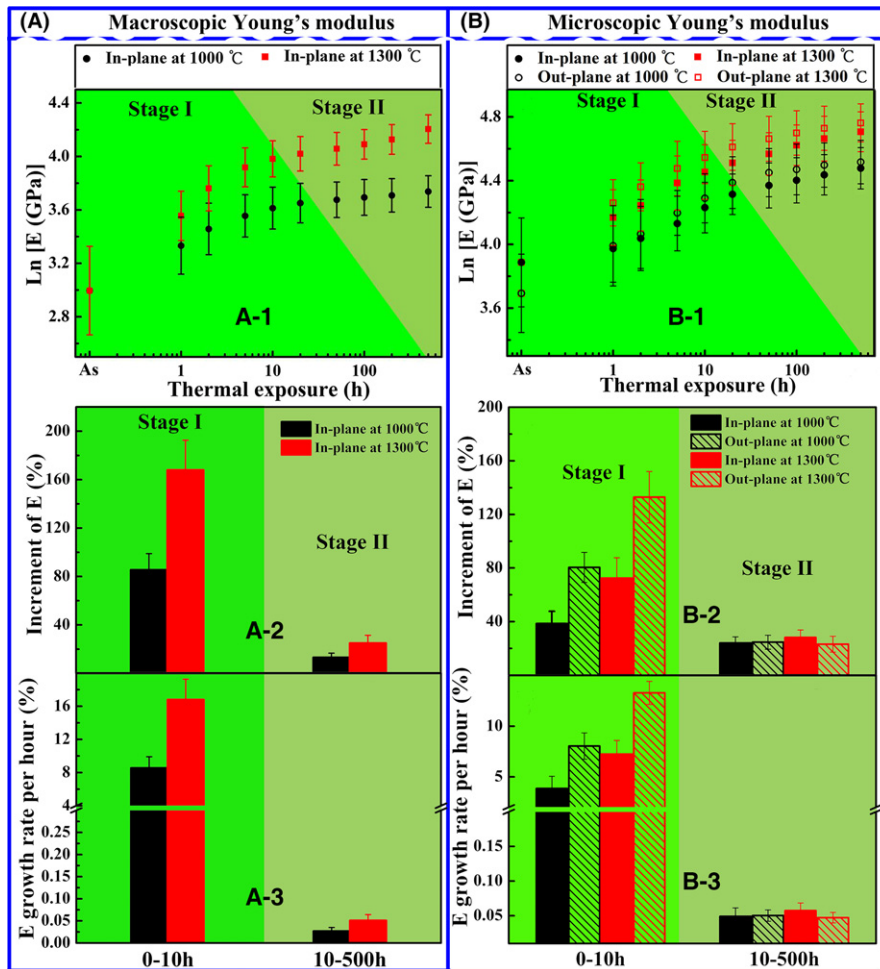 (A) Macroscopic Young's modulus
In-plane at 1000 ℃ In-plane at 1300 ℃
Ln [E (GPa)]
4.4
4.0
3.6
3.2
2.8
Stage I
Stage II
A-1
As 1 10 100
Thermal exposure (h)
Increment of E (%)
200
160
120
80
40
Stage I
In-plane at 1000℃
In-plane at 1300℃
Stage II
A-2
E growth rate per hour (%)
16
12
8
4
0.25
0.20
0.15
0.10
0.05
0.00
A-3
0-10h 10-500h
(B) Microscopic Young's modulus
In-plane at 1000 ℃ In-plane at 1300 ℃
Out-plane at 1000 ℃ Out-plane at 1300 ℃
Ln [E (GPa)]
4.8
4.4
4.0
3.6
Stage I
Stage II
B-1
As 1 10 100
Thermal exposure (h)
Increment of E (%)
200
160
120
80
40
In-plane at 1000℃
Out-plane at 1000℃
In-plane at 1300℃
Out-plane at 1300℃
Stage I
Stage II
B-2
E growth rate per hour (%)
10
5
0.15
0.10
0.05
B-3
0-10h 10-500h